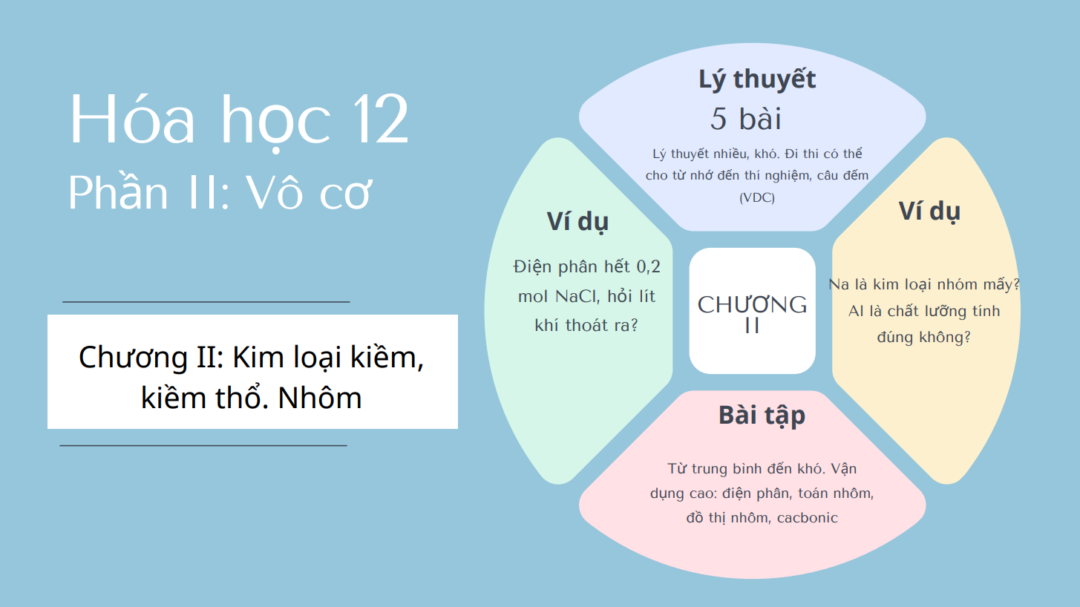 Hóa học 12
Phần II: Vô cơ
Chương II: Kim loại kiềm,
kiềm thổ. Nhôm
Lý thuyết
5 bài
Lý thuyết nhiều, khó. Đi thi có thể
cho từ nhớ đến thí nghiệm, câu đếm
(VDC)
Ví dụ
Điện phân hết 0,2
mol NaCl, hỏi lít
khí thoát ra?
CHƯƠNG
II
Ví dụ
Na là kim loại nhóm mấy?
Al là chất lưỡng tính
đúng không?
Bài tập
Từ trung bình đến khó. Vận
dụng cao: điện phân, toán nhôm,
đồ thị nhôm, cacbonic